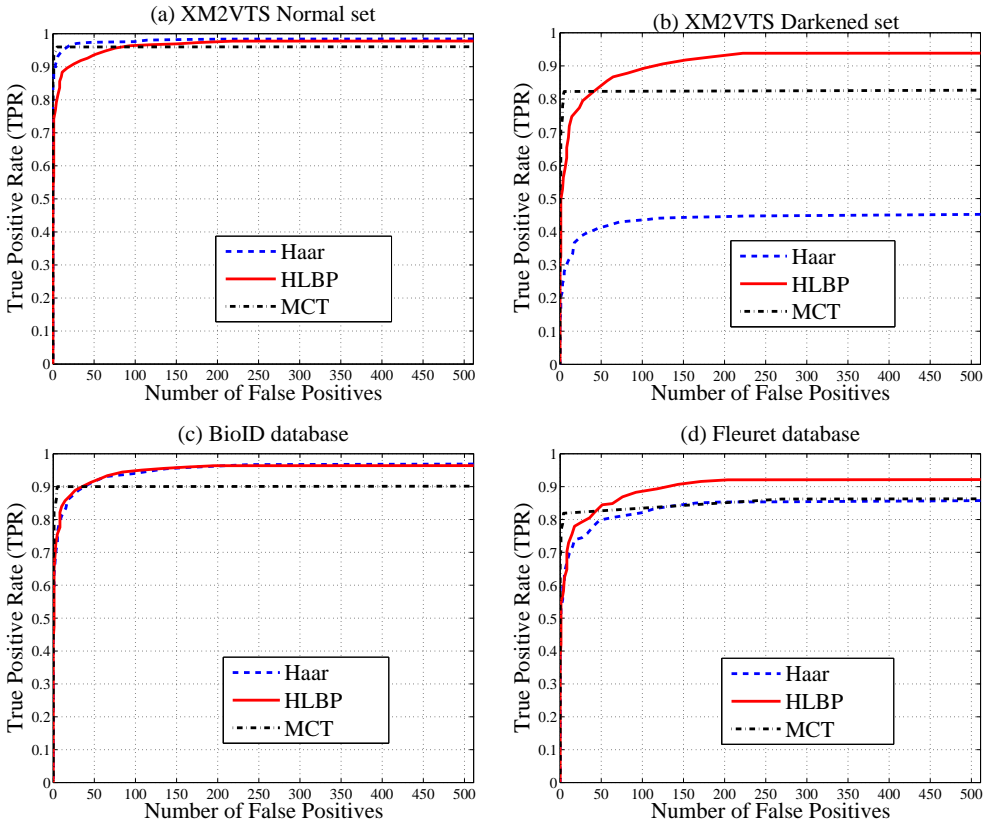 (a) XM2VTS Normal set
True Positive Rate (TPR)
1
0.9
0.8
0.7
0.6
0.5
0.4
0.3
0.2
0.1
0
Haar
HLBP
MCT
0 50 100 150 200 250 300 350 400 450 500
Number of False Positives
(b) XM2VTS Darkened set
True Positive Rate (TPR)
1
0.9
0.8
0.7
0.6
0.5
0.4
0.3
0.2
0.1
0
Haar
HLBP
MCT
0 50 100 150 200 250 300 350 400 450 500
Number of False Positives
(c) BioID database
True Positive Rate (TPR)
1
0.9
0.8
0.7
0.6
0.5
0.4
0.3
0.2
0.1
0
Haar
HLBP
MCT
0 50 100 150 200 250 300 350 400 450 500
Number of False Positives
(d) Fleuret database
True Positive Rate (TPR)
1
0.9
0.8
0.7
0.6
0.5
0.4
0.3
0.2
0.1
0
Haar
HLBP
MCT
0 50 100 150 200 250 300 350 400 450 500
Number of False Positives